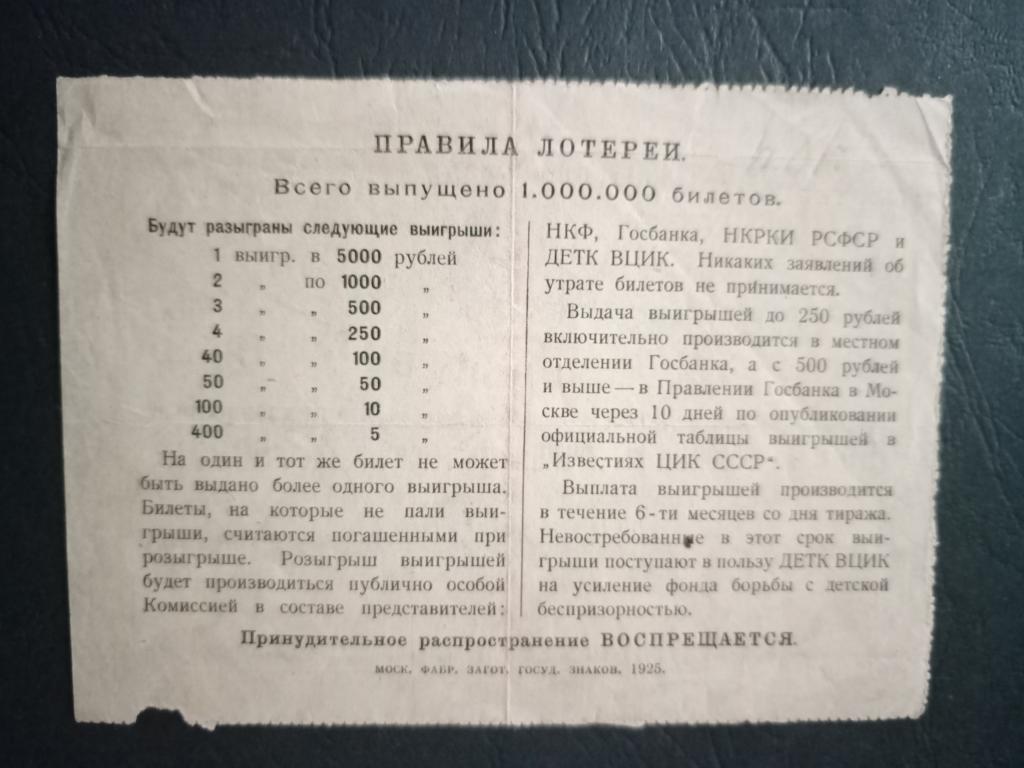 ПРАВИЛА ЛОТЕРЕИ.
Всего выпущено 1.000.000 билетов.
Будут разыграны следующие выигрыши:
1 выигр. в 5000 рублей
2 „ по 1000 „
3 „ „ 500 „
4 „ „ 250 „
40 „ „ 100 „
50 „ „ 50 „
100 „ „ 10 „
400 „ „ 5 „
На один и тот же билет не может
быть выдано более одного выигрыша.
Билеты, на которые не пали выи-
грыши, считаются погашенными при
розыгрыше. Розыгрыш выигрышей
будет производиться публично особой
Комиссией в составе представителей:
НКФ, Госбанка, НКРКИ РСФСР и
ДЕТК ВЦИК. Никаких заявлений об
утрате билетов не принимается.
Выдача выигрышей до 250 рублей
включительно производится в местном
отделении Госбанка, а с 500 рублей
и выше — в Правлении Госбанка в Мо-
скве через 10 дней по опубликовании
официальной таблицы выигрышей в
„Известиях ЦИК СССР“.
Выплата выигрышей производится
в течение 6-ти месяцев со дня тиража.
Невостребованные в этот срок выи-
грыши поступают в пользу ДЕТК ВЦИК
на усиление фонда борьбы с детской
беспризорностью.
Принудительное распространение ВОСПРЕЩАЕТСЯ.
МОСК. ФАБР. ЗАГОТ. ГОСУД. ЗНАКОВ. 1925.